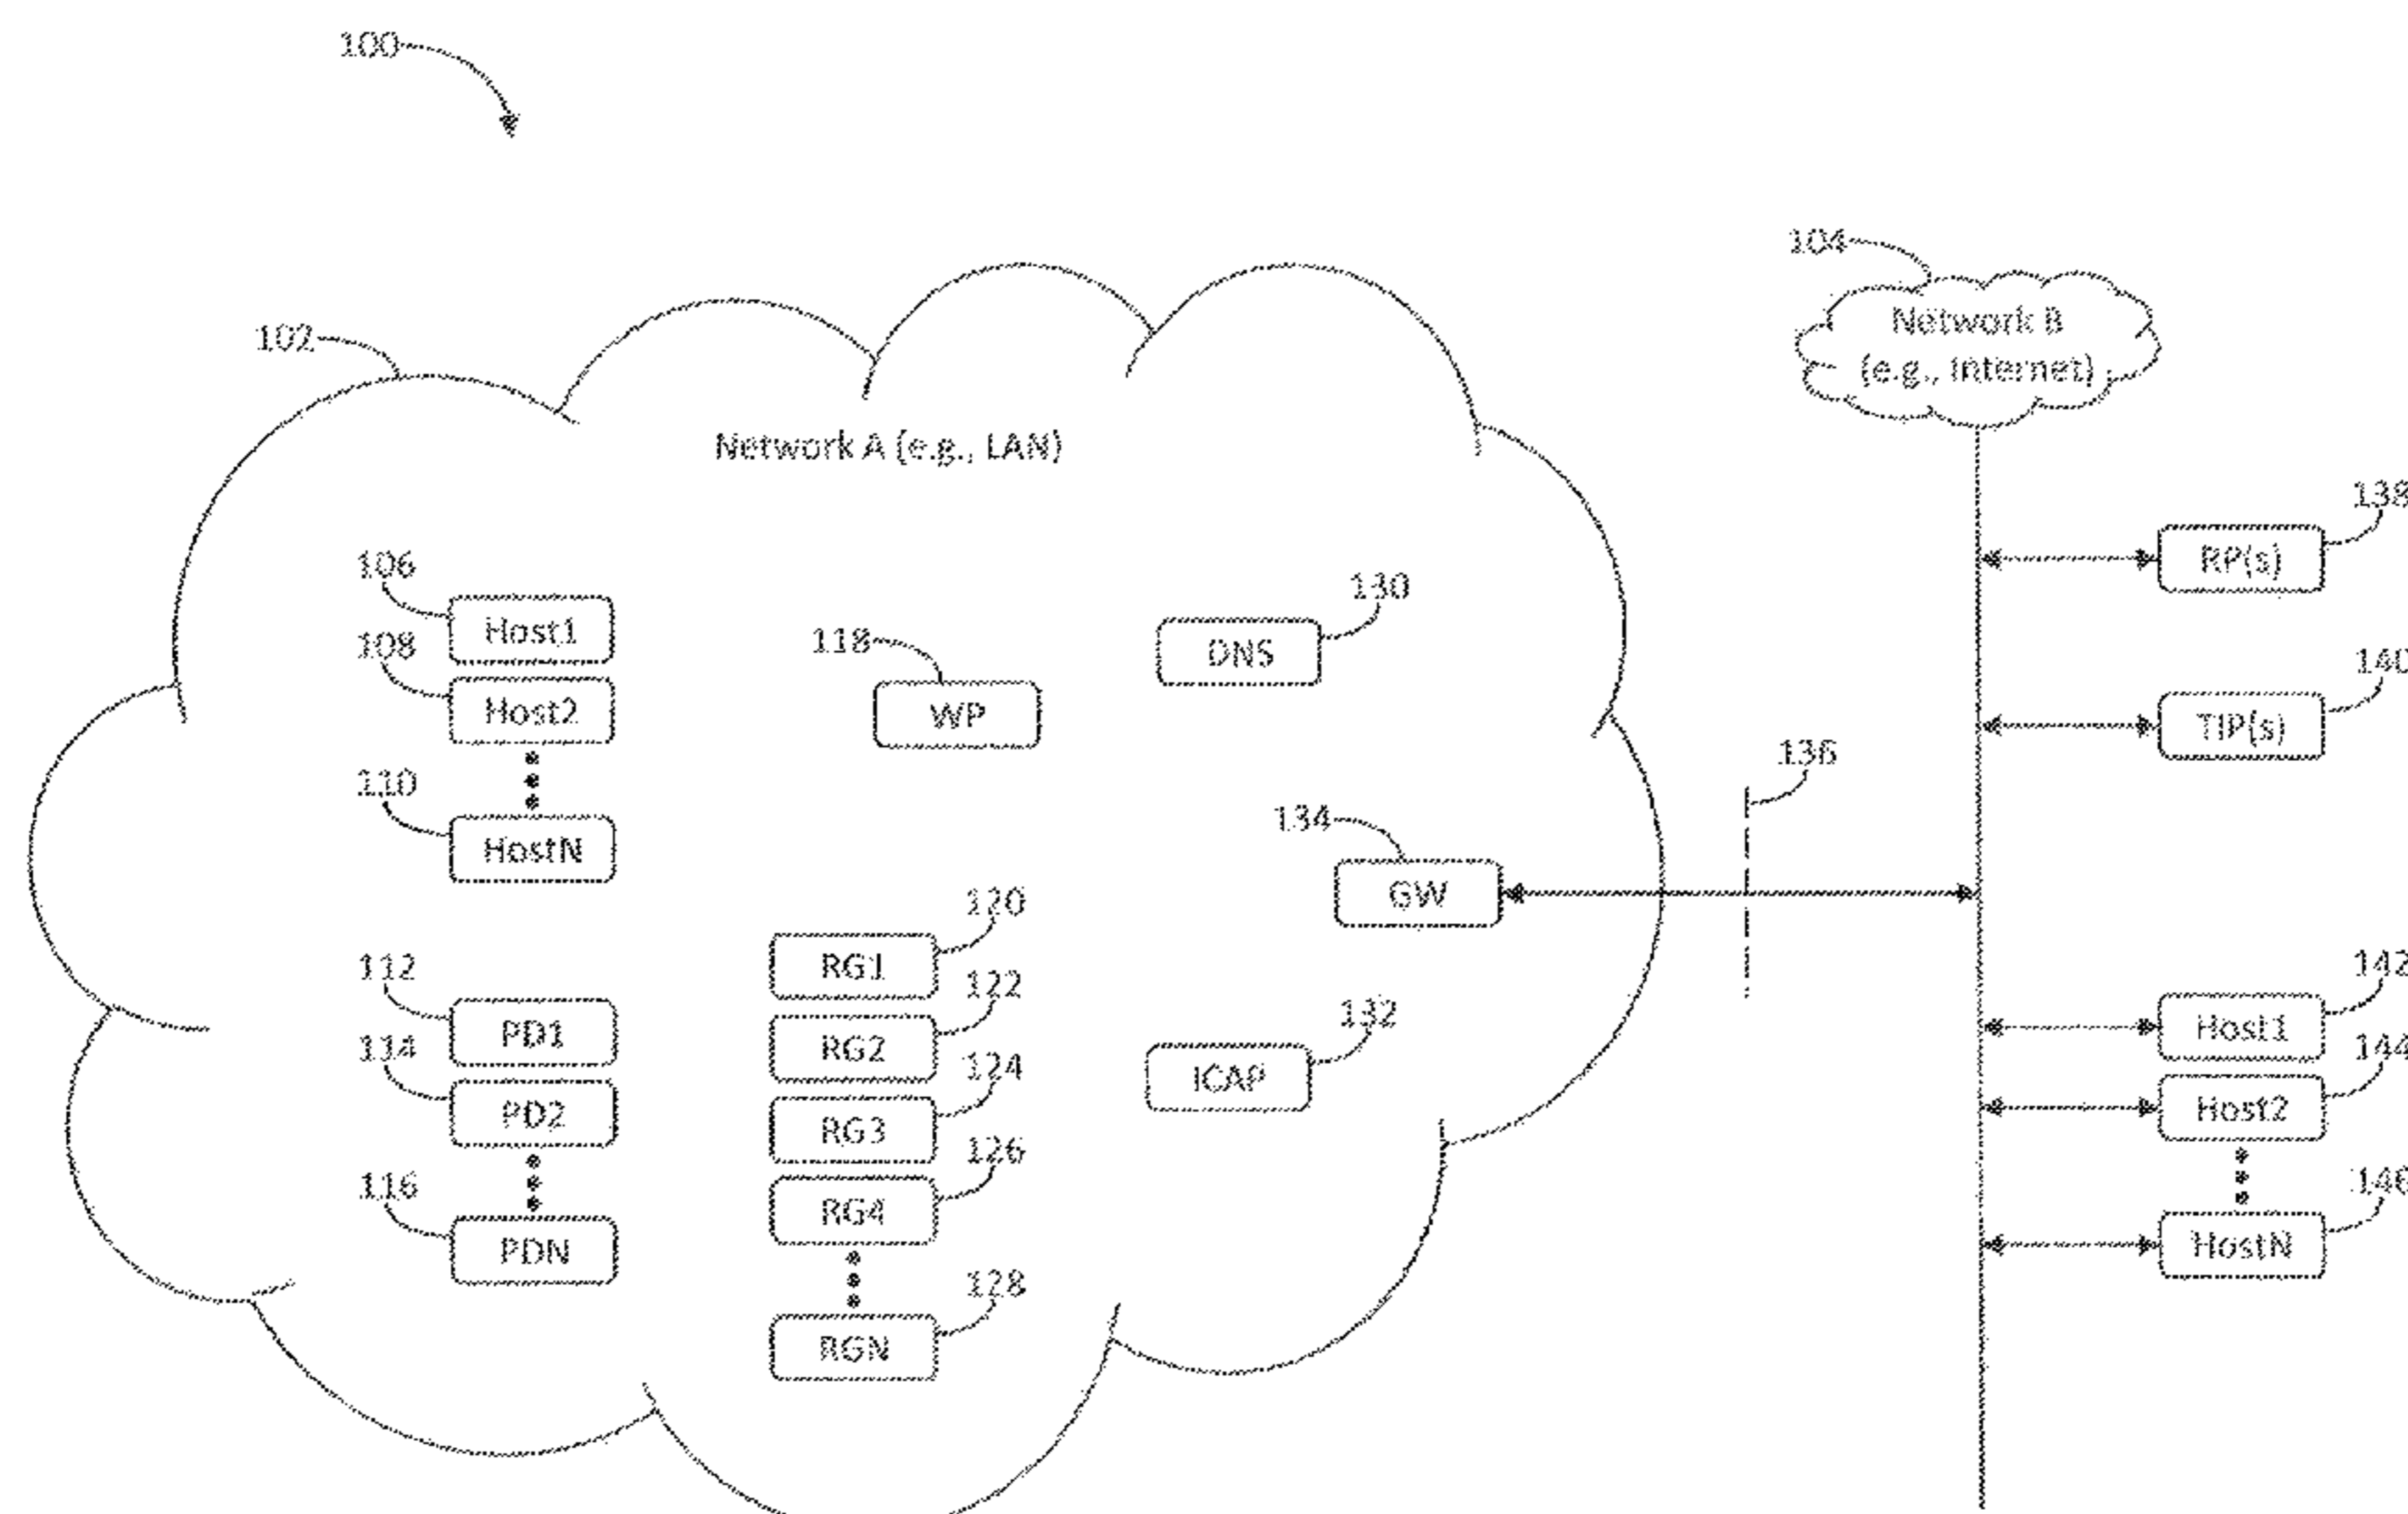 100
104
Network B
(e.g., Internet)
102
Network A (e.g., LAN)
138
RP(s)
106
Host1
130
DNS
118
WP
108
Host2
140
TIP(s)
136
110
HostN
134
GW
120
RG1
112
PD1
122
RG2
142
Host1
132
ICAP
114
PD2
124
RG3
144
Host2
126
RG4
116
PDN
146
HostN
128
RGN